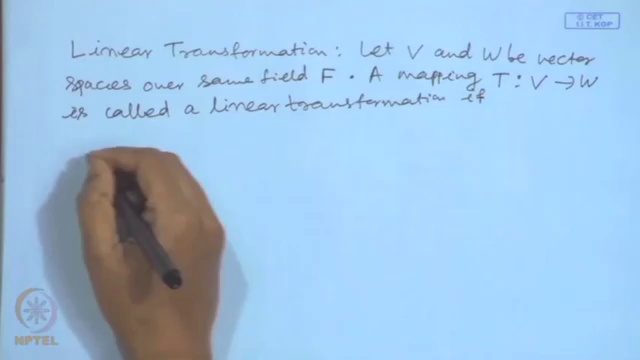 © CET
I.I.T. KGP
Linear Transformation: Let V and W be vector
spaces over same field F. A mapping T: V → W
is called a linear transformation if
NPTEL